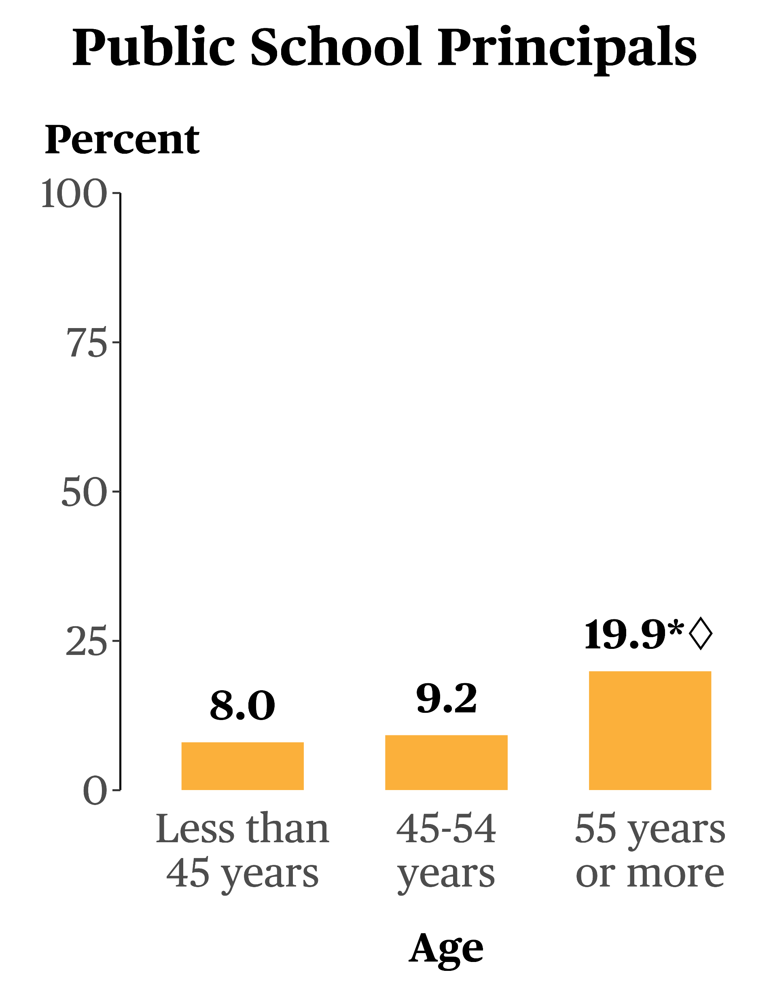 Public School Principals
Percent
100
75
50
25
0
8.0
9.2
19.9*◊
Less than
45 years
45-54
years
55 years
or more
Age